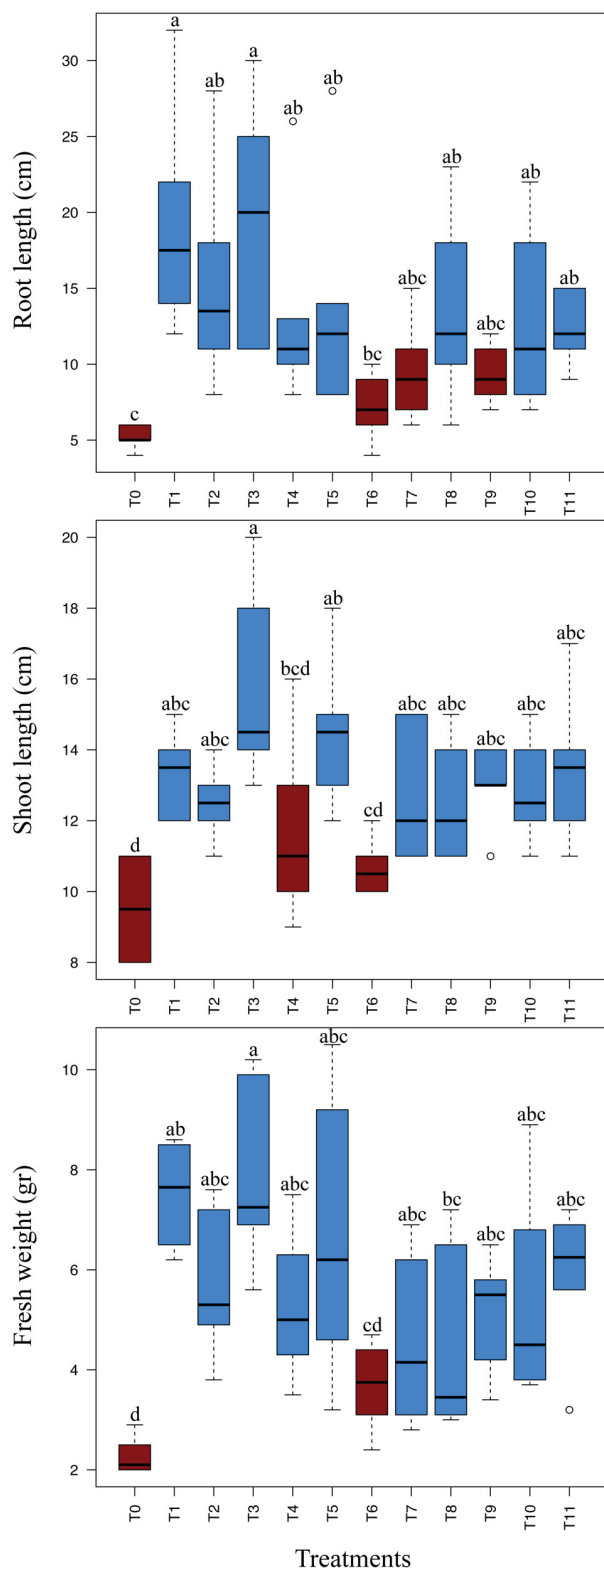 Root length (cm)
30
25
20
15
10
5
a
ab
a
ab
ab
ab
ab
abc
abc
ab
bc
c
T0 T1 T2 T3 T4 T5 T6 T7 T8 T9 T10 T11
Shoot length (cm)
20
18
16
14
12
10
8
a
ab
abc
bcd
abc
abc
abc
abc
abc
abc
cd
d
T0 T1 T2 T3 T4 T5 T6 T7 T8 T9 T10 T11
Fresh weight (gr)
10
8
6
4
2
abc
a
abc
ab
abc
abc
abc
bc
abc
abc
cd
d
T0 T1 T2 T3 T4 T5 T6 T7 T8 T9 T10 T11
Treatments